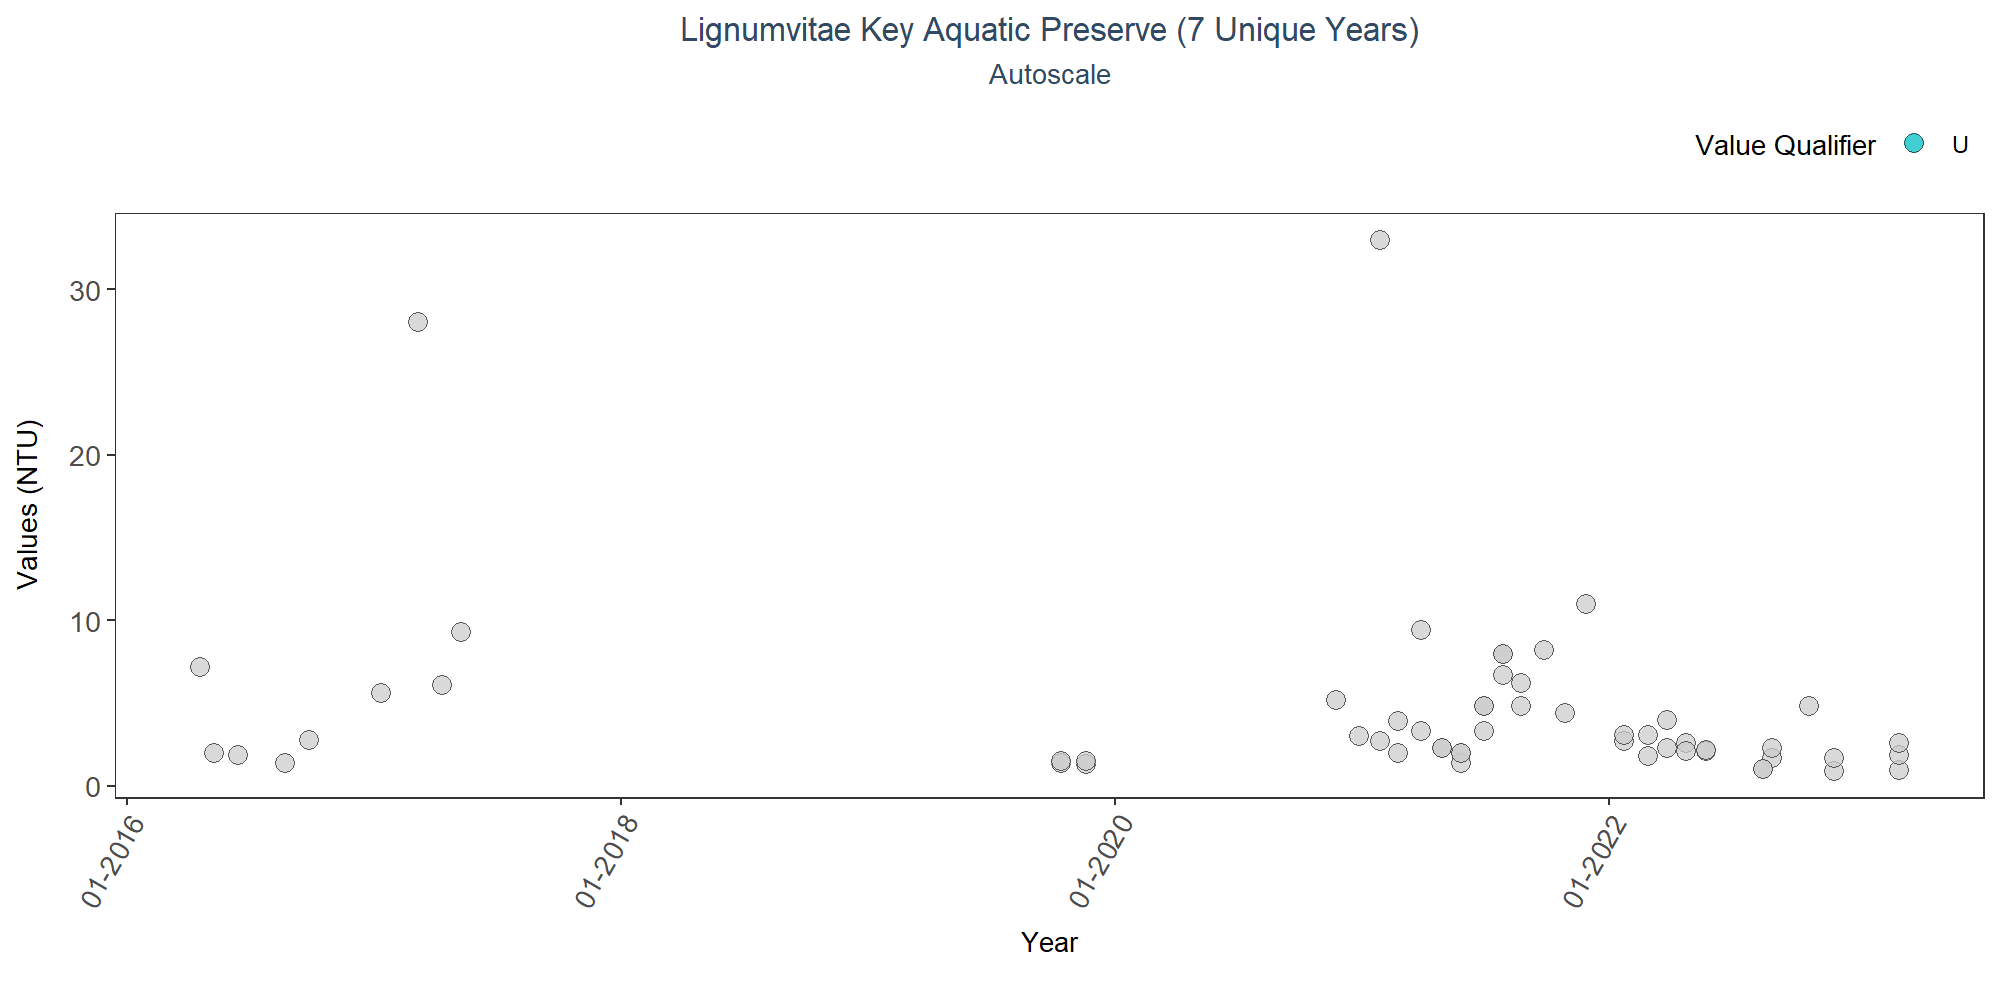 Lignumvitae Key Aquatic Preserve (7 Unique Years)
Autoscale
Value Qualifier U
Values (NTU)
30
20
10
0
01-2016 01-2018 01-2020 01-2022
Year